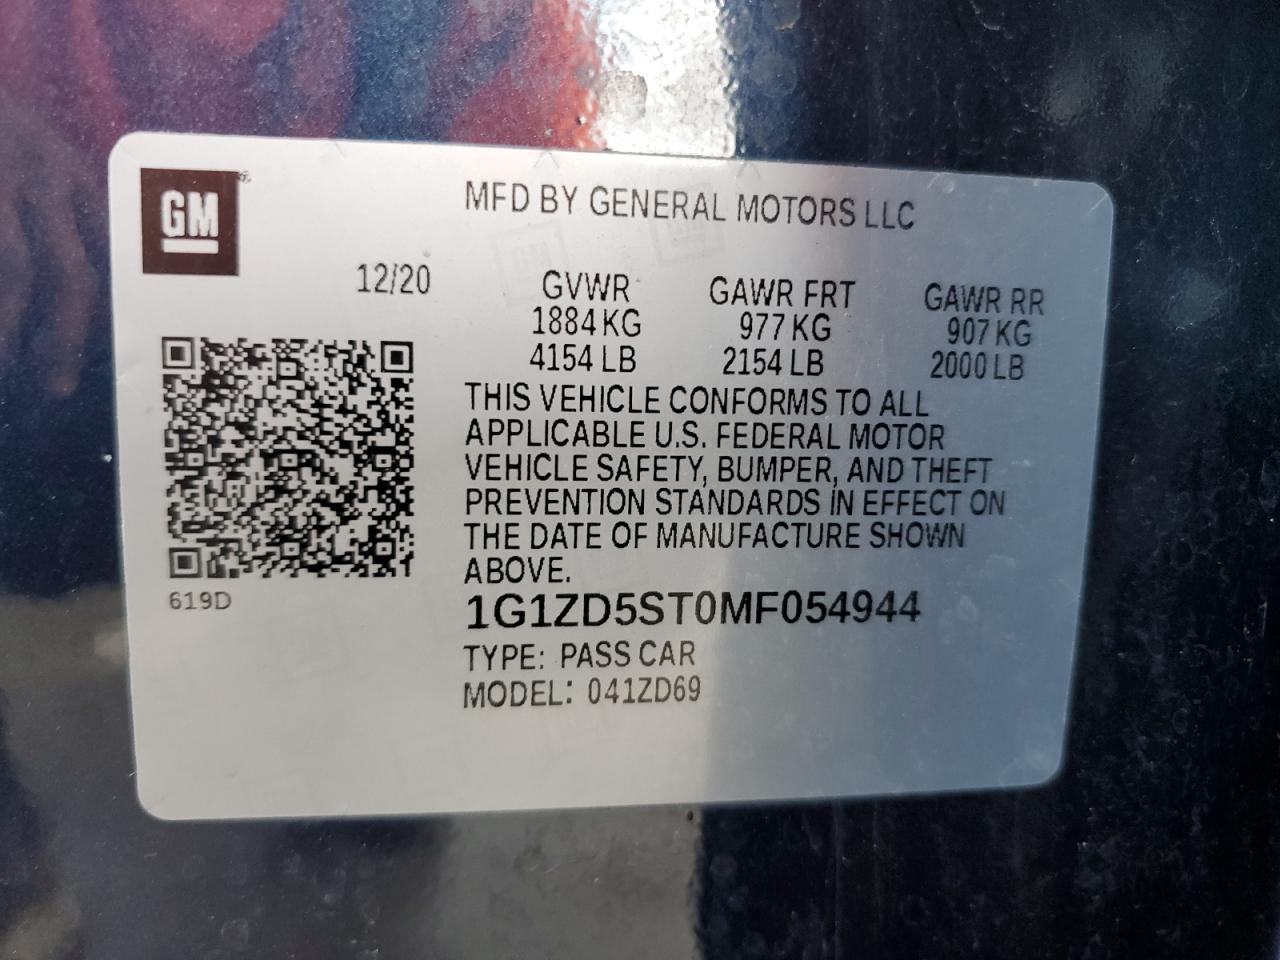 GM
MFD BY GENERAL MOTORS LLC
12/20 GVWR GAWR FRT GAWR RR
1884 KG 977 KG 907 KG
4154 LB 2154 LB 2000 LB
THIS VEHICLE CONFORMS TO ALL
APPLICABLE U.S. FEDERAL MOTOR
VEHICLE SAFETY, BUMPER, AND THEFT
PREVENTION STANDARDS IN EFFECT ON
THE DATE OF MANUFACTURE SHOWN
ABOVE.
619D
1G1ZD5ST0MF054944
TYPE: PASS CAR
MODEL: 041ZD69